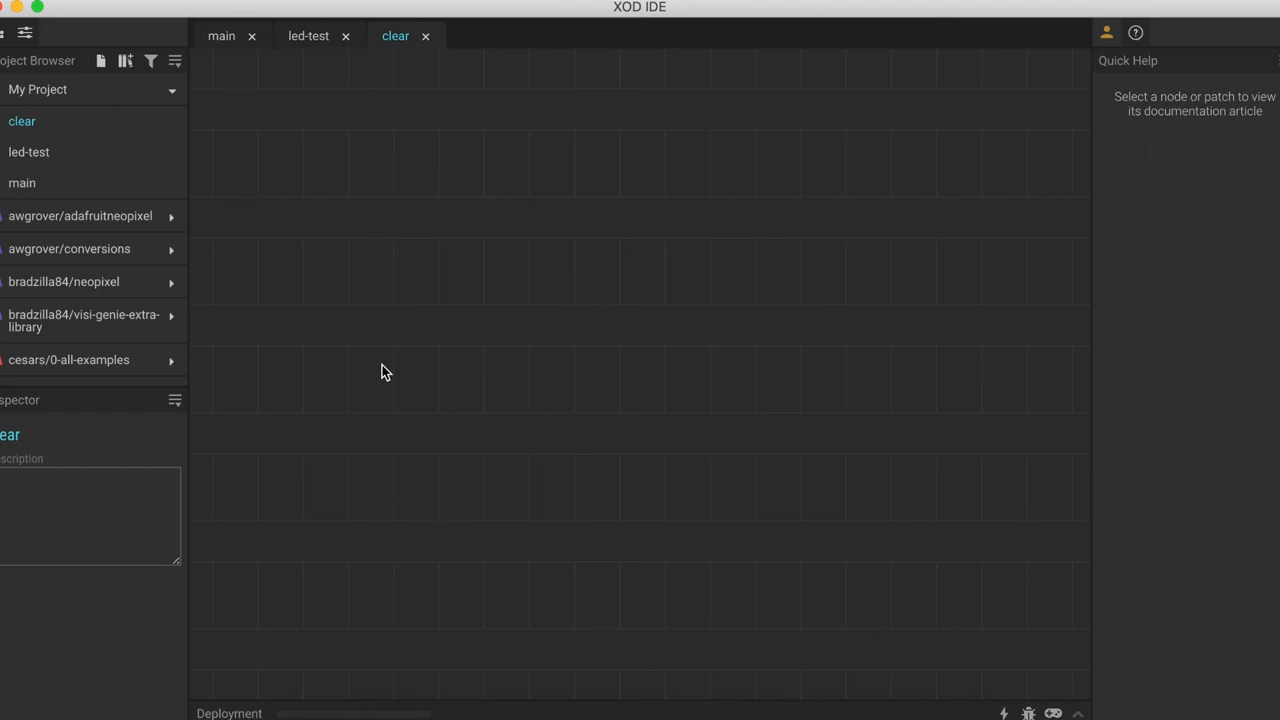 XOD IDE
main
led-test
clear
oject Browser
Quick Help
My Project
Select a node or patch to view
its documentation article
clear
led-test
main
awgrover/adafruitneopixel
awgrover/conversions
bradzilla84/neopixel
bradzilla84/visi-genie-extra-
library
cesars/0-all-examples
spector
ear
scription
Deployment